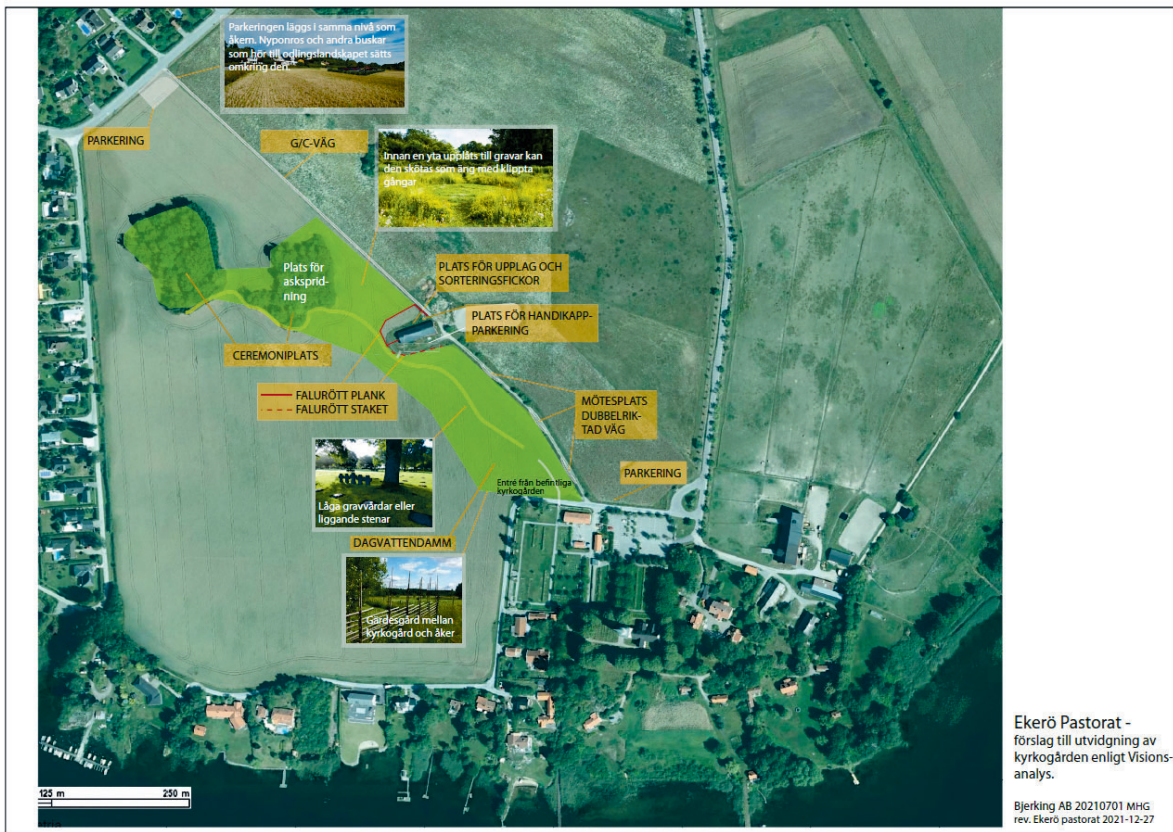 Parkeringen läggs i samma nivå som
åkern. Nyponros och andra buskar
som hör till odlingslandskapet sätts
omkring den.
PARKERING
G/C-VÄG
Innan en yta upplåts till gravar kan
den skötas som äng med klippta
gångar
Plats för
asksprid-
ning
PLATS FÖR UPPLAG OCH
SORTERINGSFICKOR
PLATS FÖR HANDIKAPP-
PARKERING
CEREMONIPLATS
FALURÖTT PLANK
FALURÖTT STAKET
MÖTESPLATS
DUBBELRIK-
TAD VÄG
PARKERING
Entré från befintliga
kyrkogården
Låga gravvårdar eller
liggande stenar
DAGVATTENDAMM
Gärdesgård mellan
kyrkogård och åker
125 m 250 m
Ekerö Pastorat -
förslag till utvidgning av
kyrkogården enligt Visions-
analys.
Bjerking AB 20210701 MHG
rev. Ekerö pastorat 2021-12-27